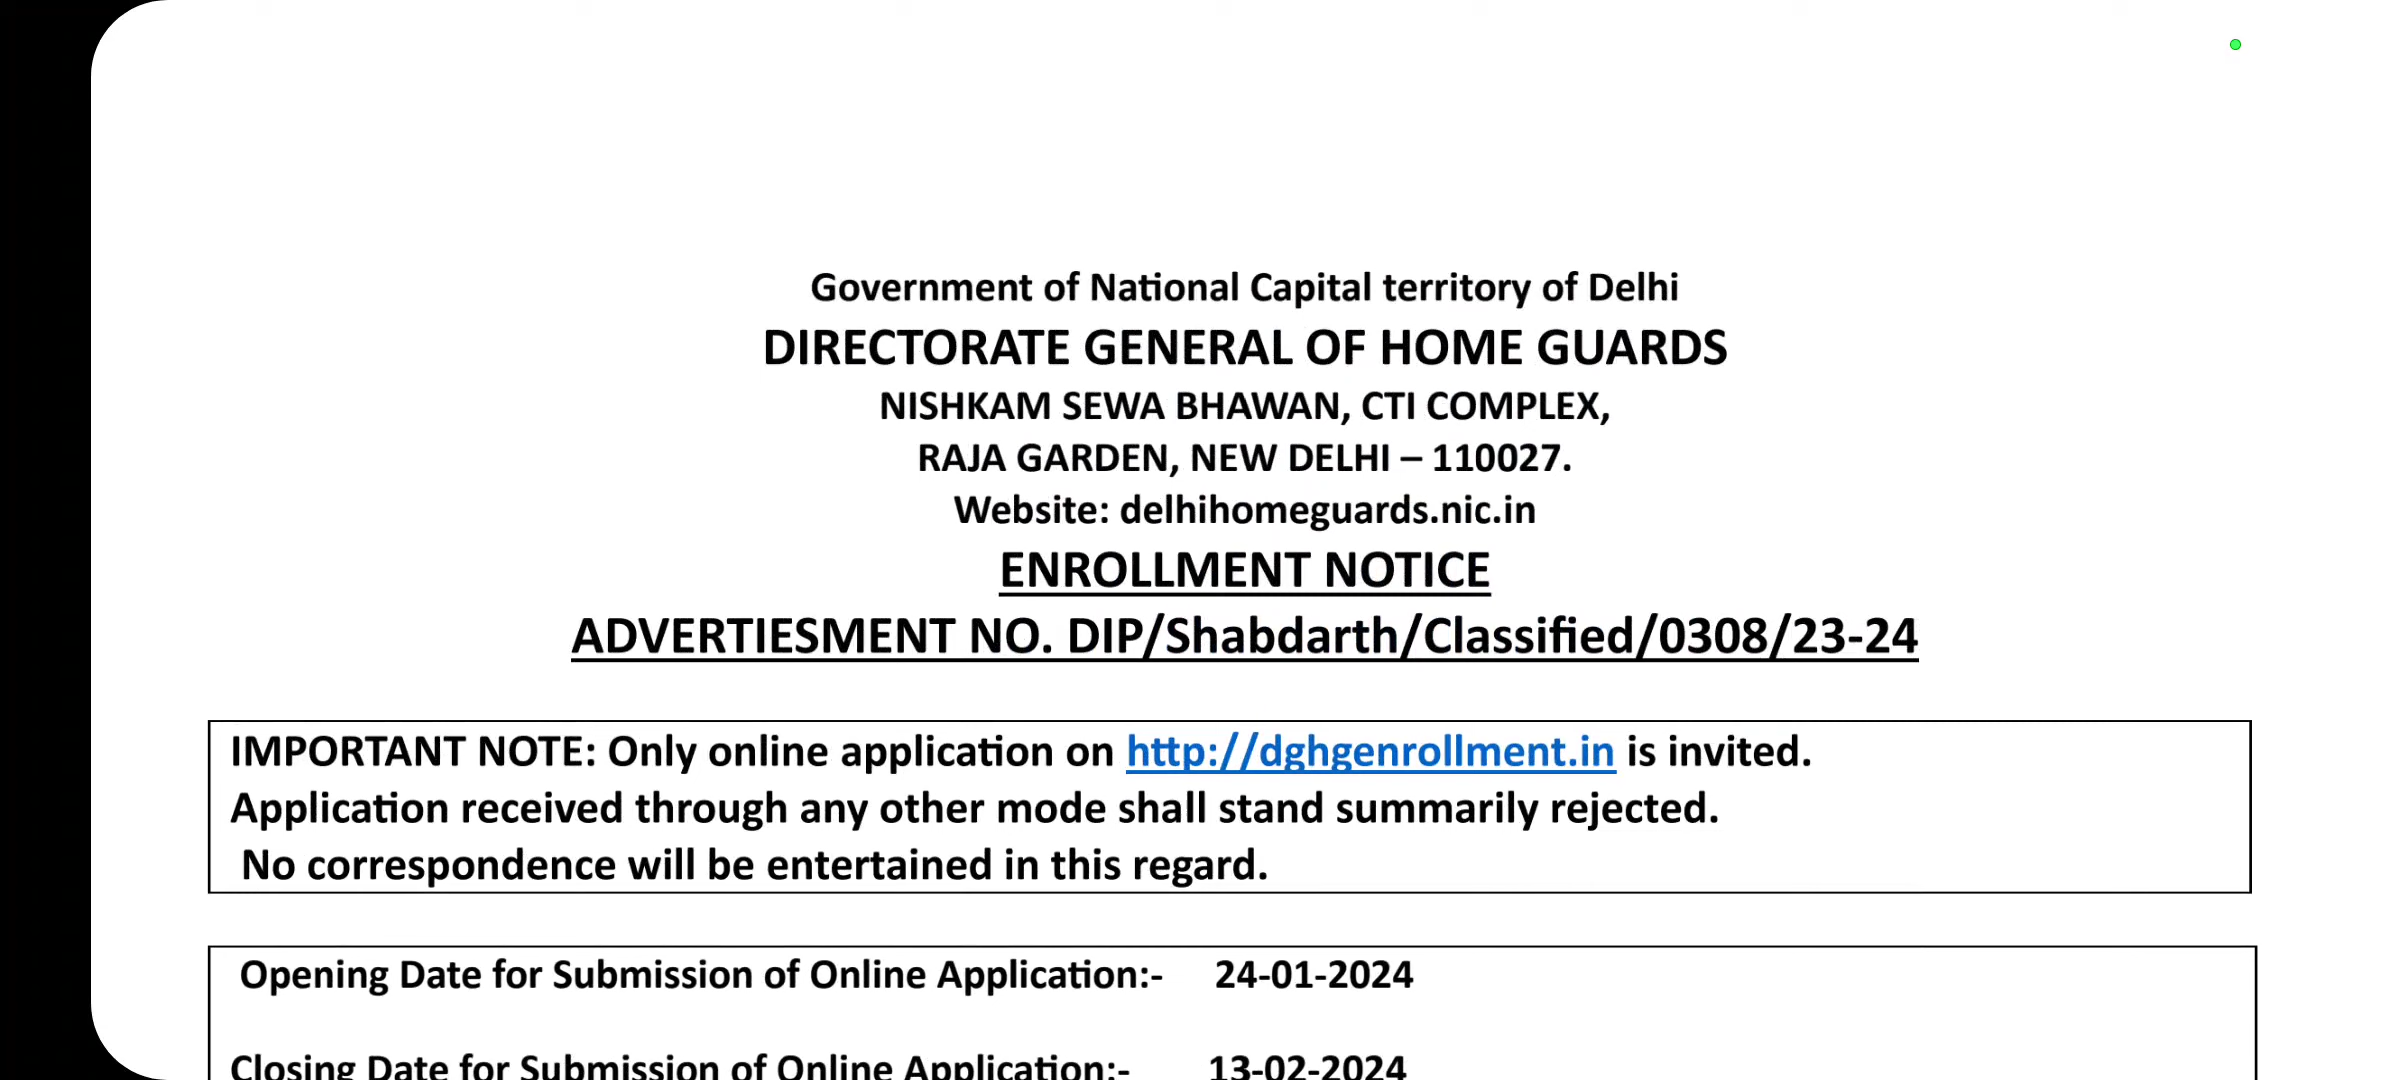 Government of National Capital territory of Delhi
DIRECTORATE GENERAL OF HOME GUARDS
NISHKAM SEWA BHAWAN, CTI COMPLEX,
RAJA GARDEN, NEW DELHI – 110027.
Website: delhihomeguards.nic.in
ENROLLMENT NOTICE
ADVERTIESMENT NO. DIP/Shabdarth/Classified/0308/23-24
IMPORTANT NOTE: Only online application on http://dghgenrollment.in is invited.
Application received through any other mode shall stand summarily rejected.
No correspondence will be entertained in this regard.
Opening Date for Submission of Online Application:- 24-01-2024
Closing Date for Submission of Online Application:- 13-02-2024